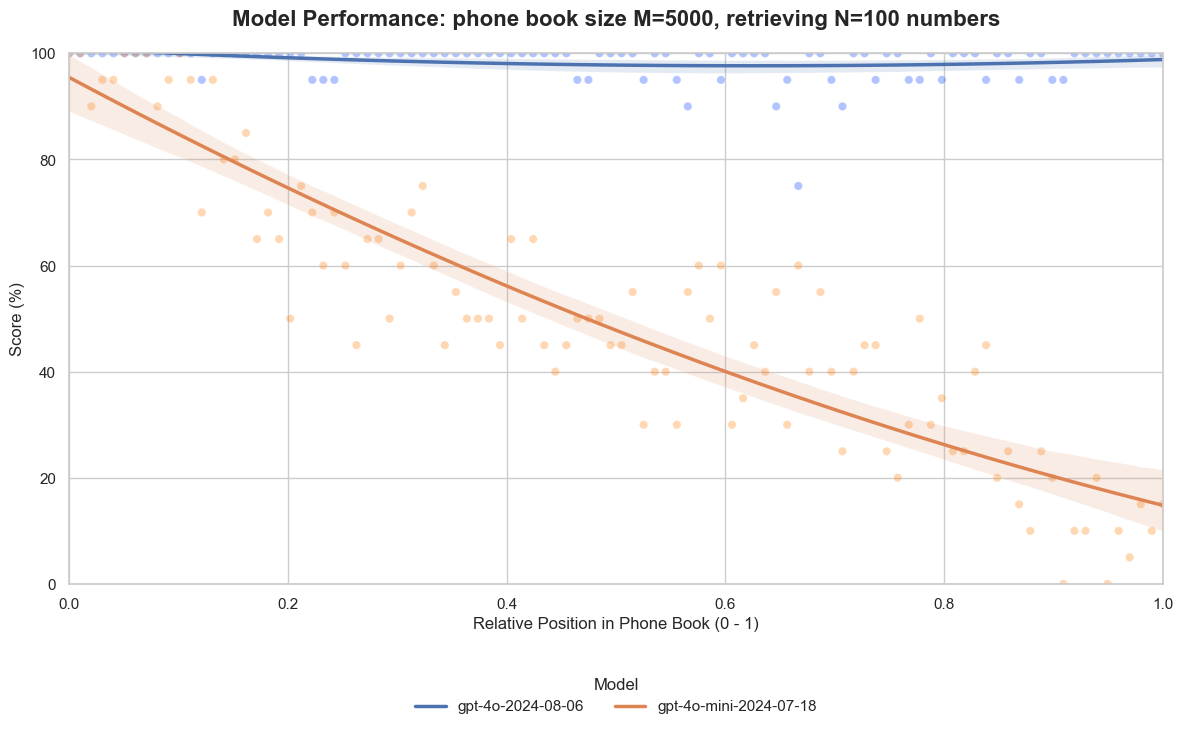 Model Performance: phone book size M=5000, retrieving N=100 numbers
100
80
60
40
20
0
Score (%)
0.0 0.2 0.4 0.6 0.8 1.0
Relative Position in Phone Book (0 - 1)
Model
gpt-4o-2024-08-06 gpt-4o-mini-2024-07-18